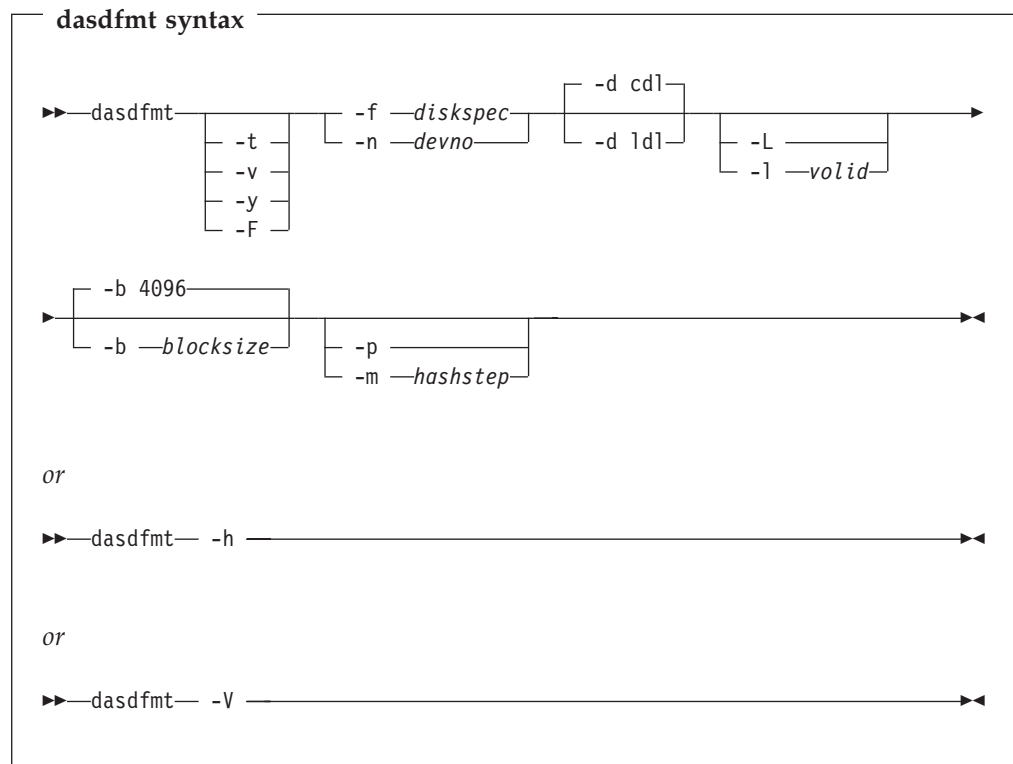 dasdfmt syntax
-d cdl
dasdfmt -f diskspec
-t -n devno -d ldl -L
-v -l volid
-y
-F
-b 4096
-b blocksize -p
-m hashstep
or
dasdfmt -h
or
dasdfmt -V